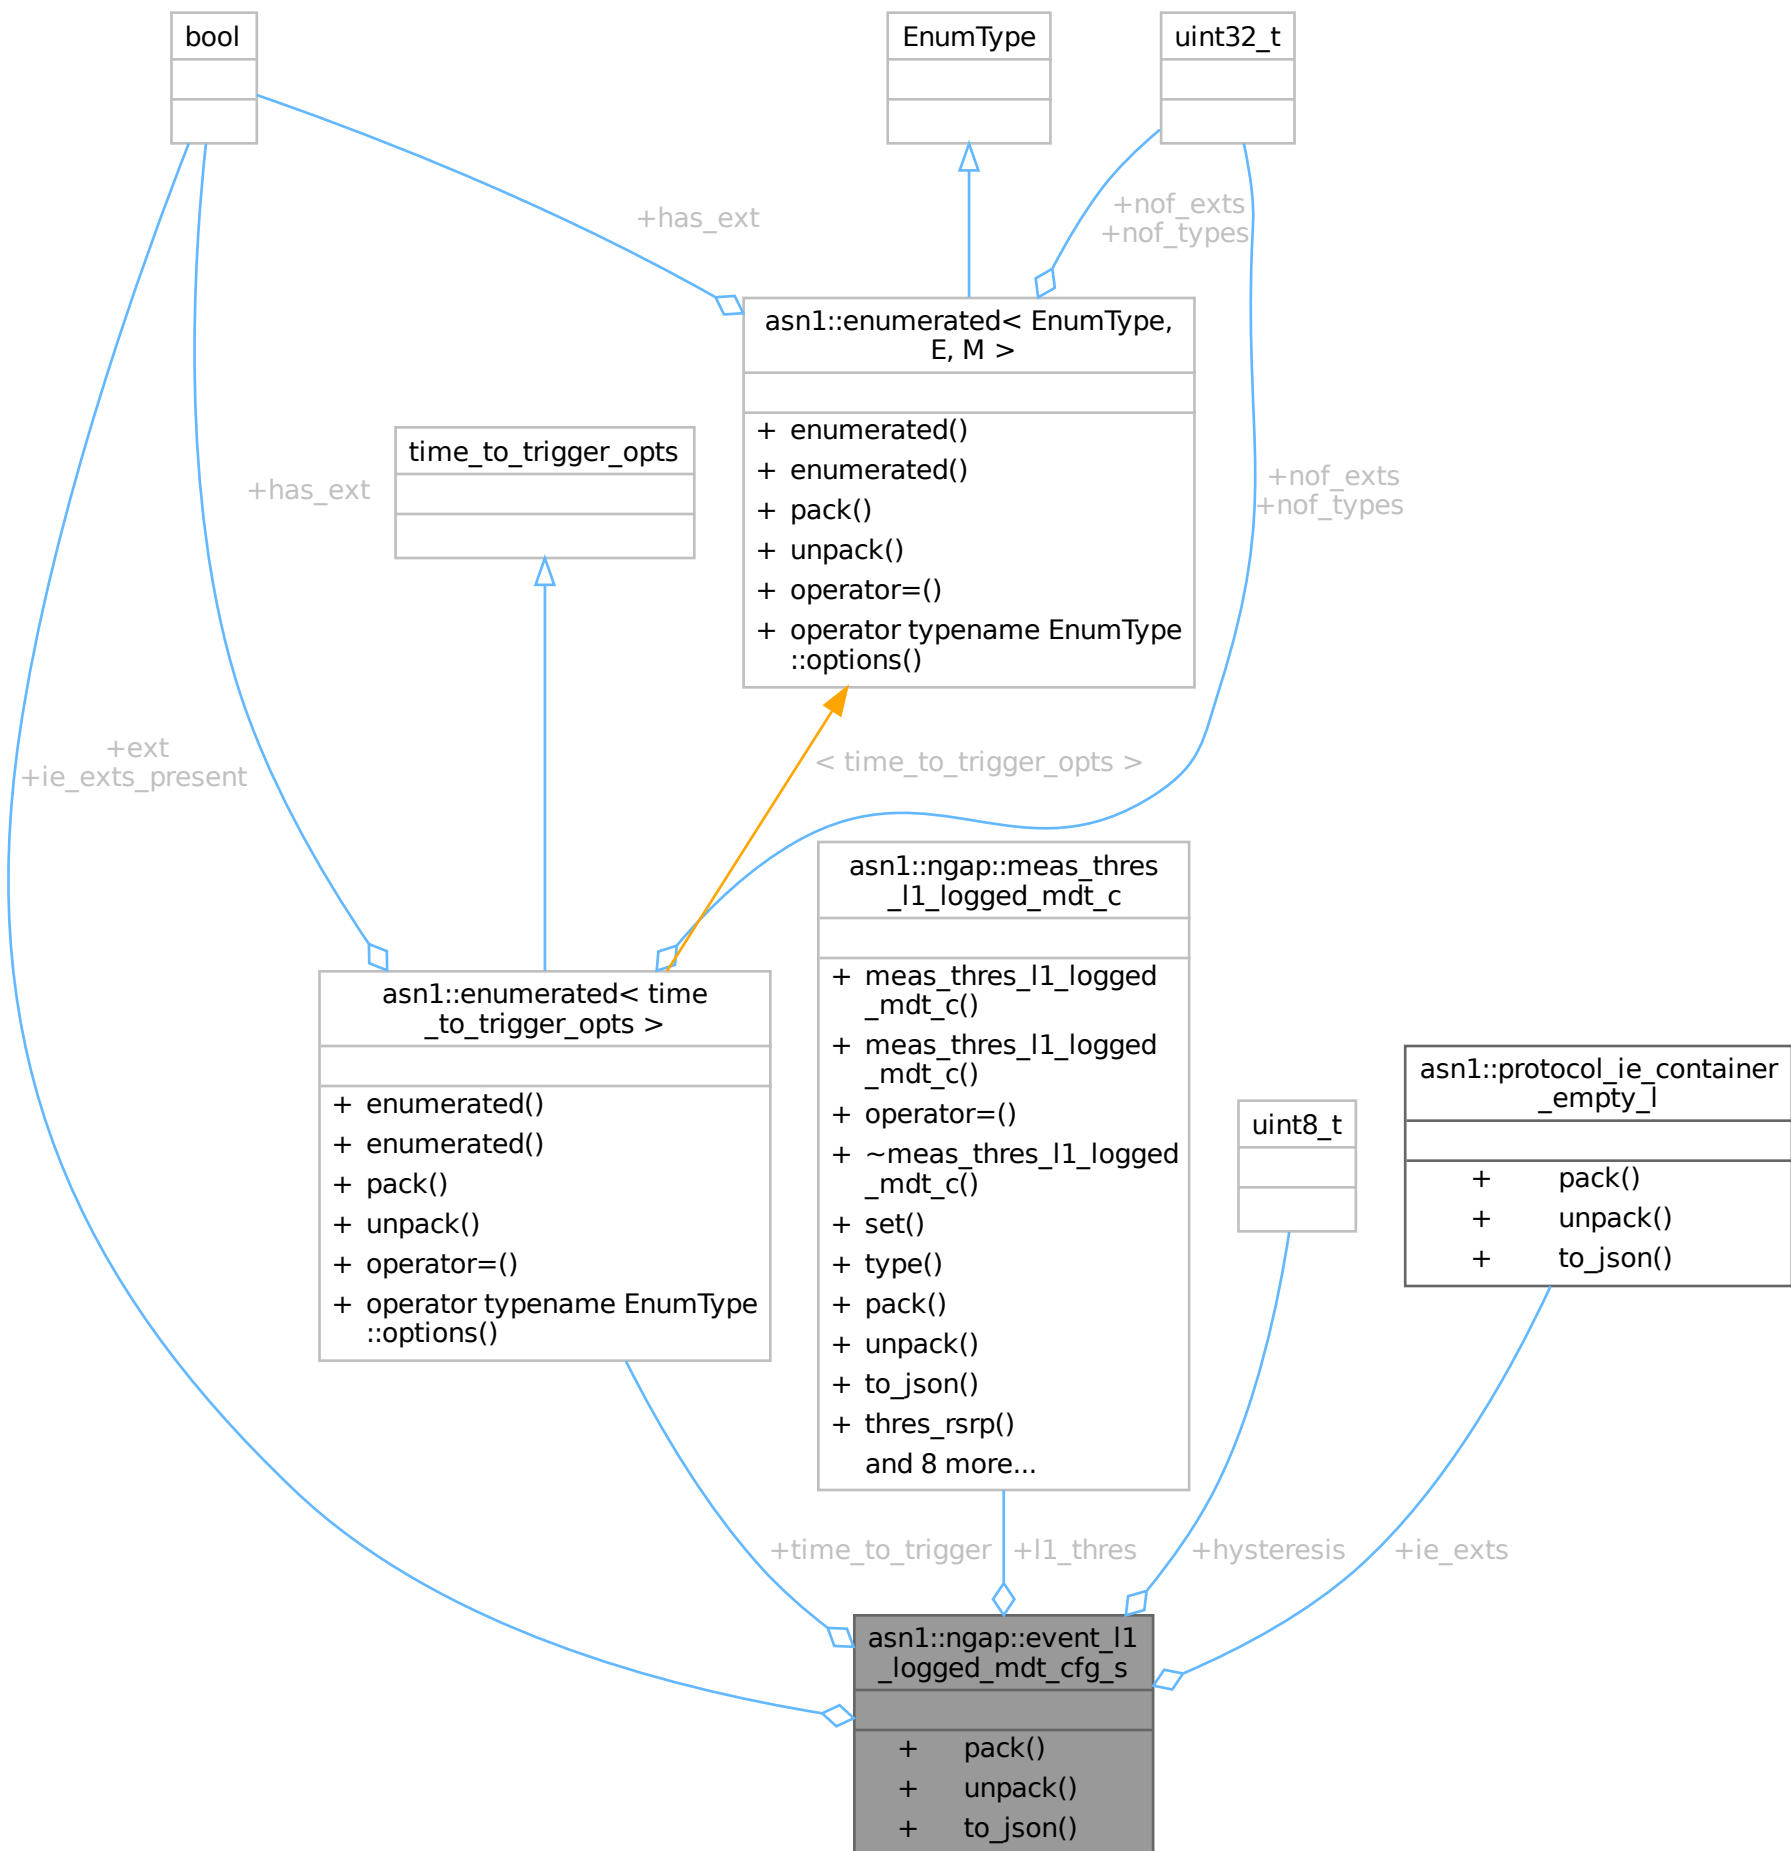 bool
EnumType
uint32_t
+has_ext
+nof_exts
+nof_types
asn1::enumerated< EnumType,
E, M >
+ enumerated()
+ enumerated()
+ pack()
+ unpack()
+ operator=()
+ operator typename EnumType
::options()
time_to_trigger_opts
+has_ext
+nof_exts
+nof_types
+ext
+ie_exts_present
< time_to_trigger_opts >
asn1::enumerated< time
_to_trigger_opts >
+ enumerated()
+ enumerated()
+ pack()
+ unpack()
+ operator=()
+ operator typename EnumType
::options()
asn1::ngap::meas_thres
_l1_logged_mdt_c
+ meas_thres_l1_logged
_mdt_c()
+ meas_thres_l1_logged
_mdt_c()
+ operator=()
+ ~meas_thres_l1_logged
_mdt_c()
+ set()
+ type()
+ pack()
+ unpack()
+ to_json()
+ thres_rsrp()
and 8 more...
uint8_t
asn1::protocol_ie_container
_empty_l
+ pack()
+ unpack()
+ to_json()
+time_to_trigger
+l1_thres
+hysteresis
+ie_exts
asn1::ngap::event_l1
_logged_mdt_cfg_s
+ pack()
+ unpack()
+ to_json()